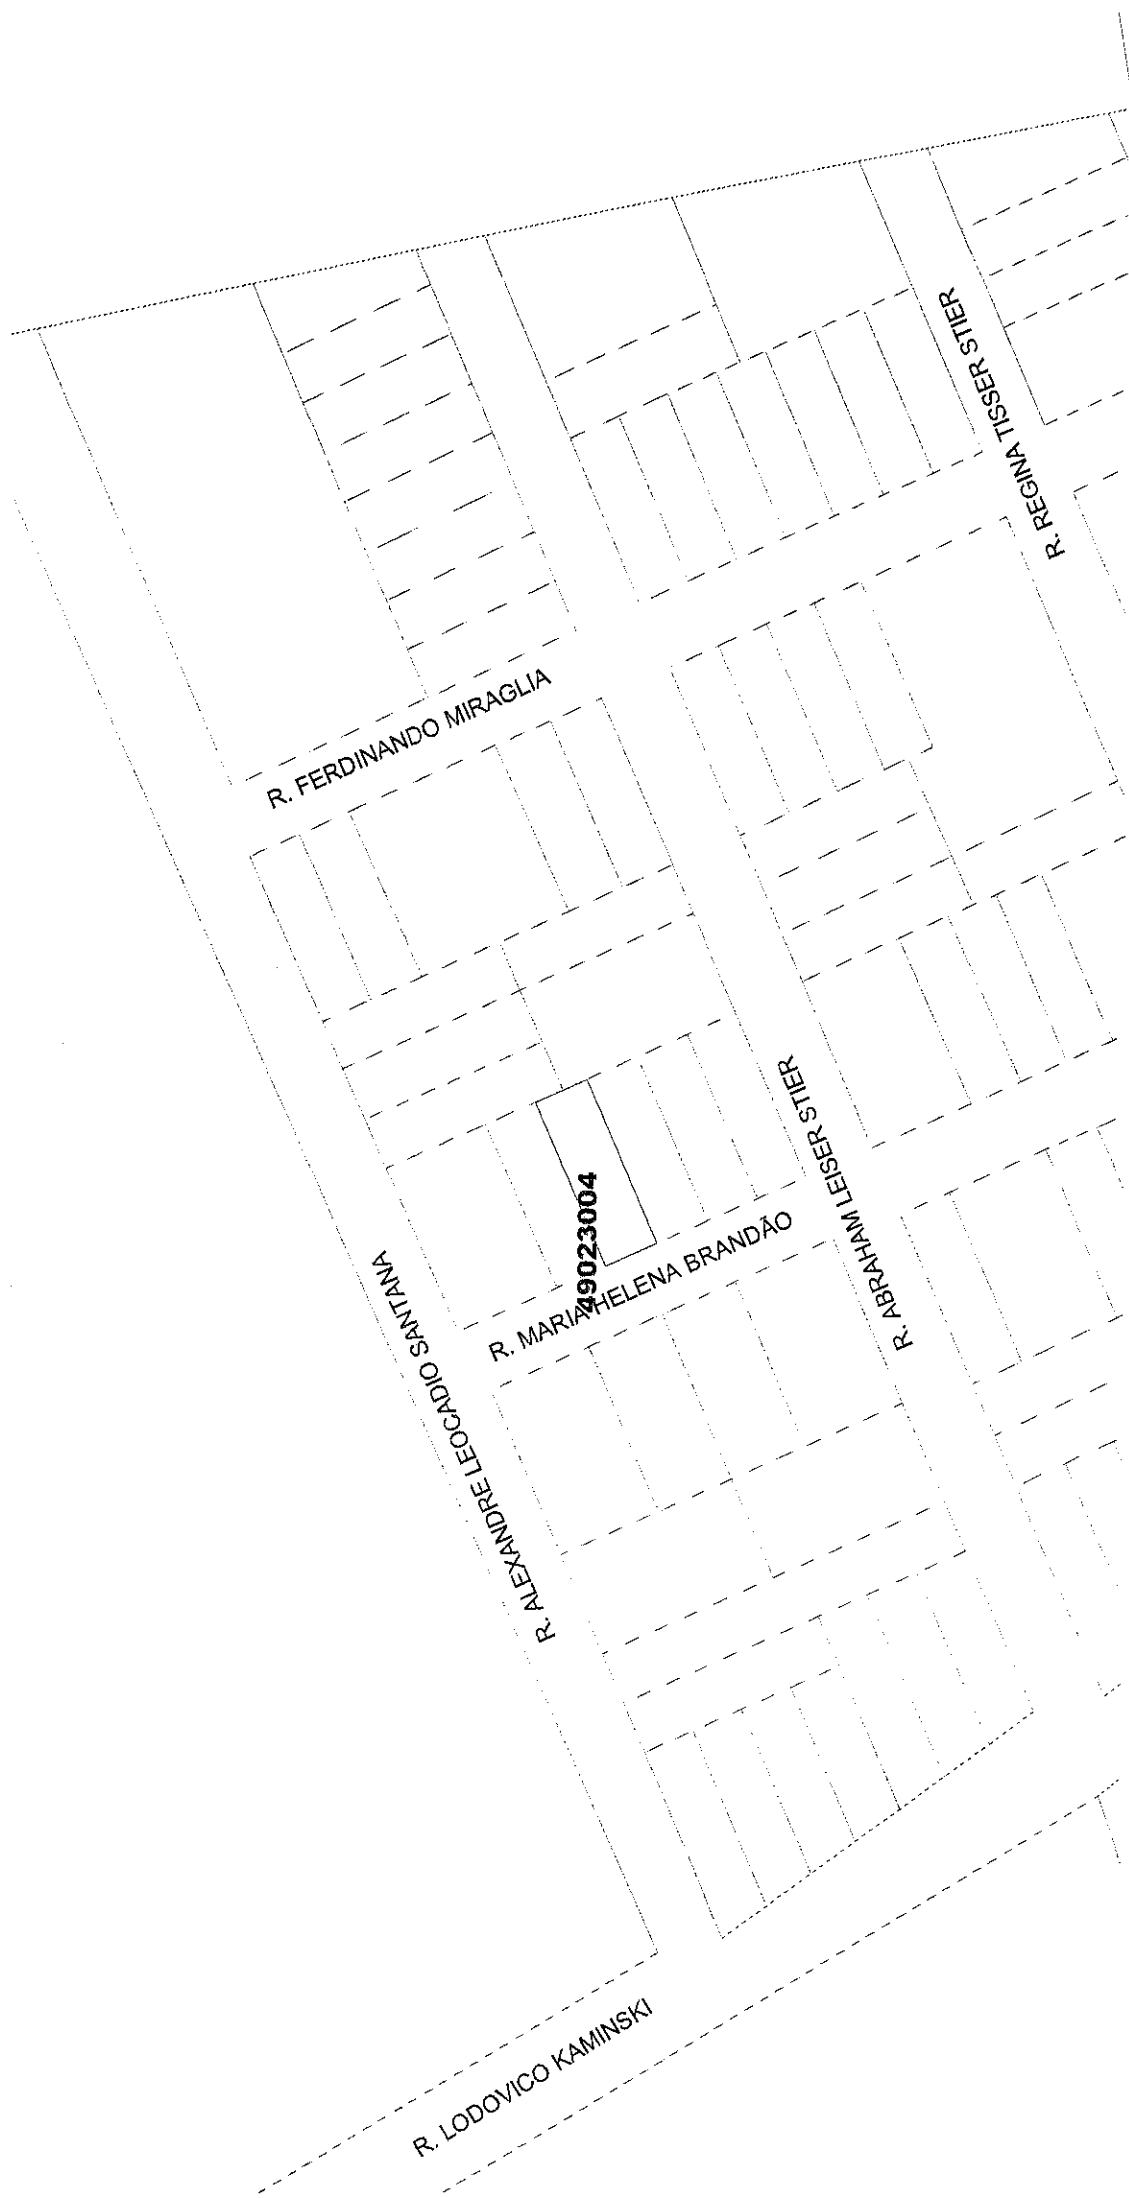 R. REGINA TISSER STIER
R. FERDINANDO MIRAGLIA
R. ABRAHAM LEISER STIER
49023004
R. MARIA HELENA BRANDÃO
R. ALEXANDRE LEOCADIO SANTANA
R. LODOVICO KAMINSKI